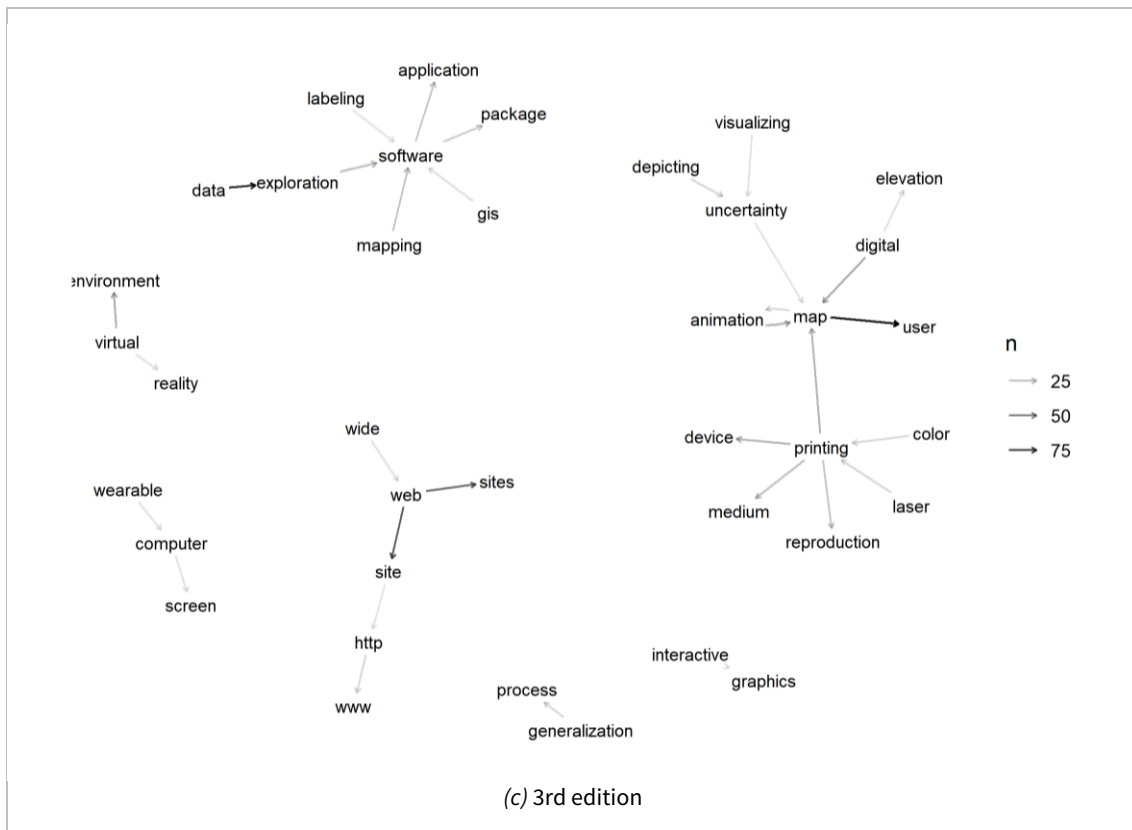 application
labeling
package
visualizing
software
depicting
elevation
data
exploration
uncertainty
gis
mapping
digital
:nvironment
animation
map
user
virtual
n
reality
25
50
75
wide
device
printing
color
web
sites
wearable
medium
laser
computer
reproduction
site
screen
http
interactive
graphics
process
www
generalization
(c) 3rd edition